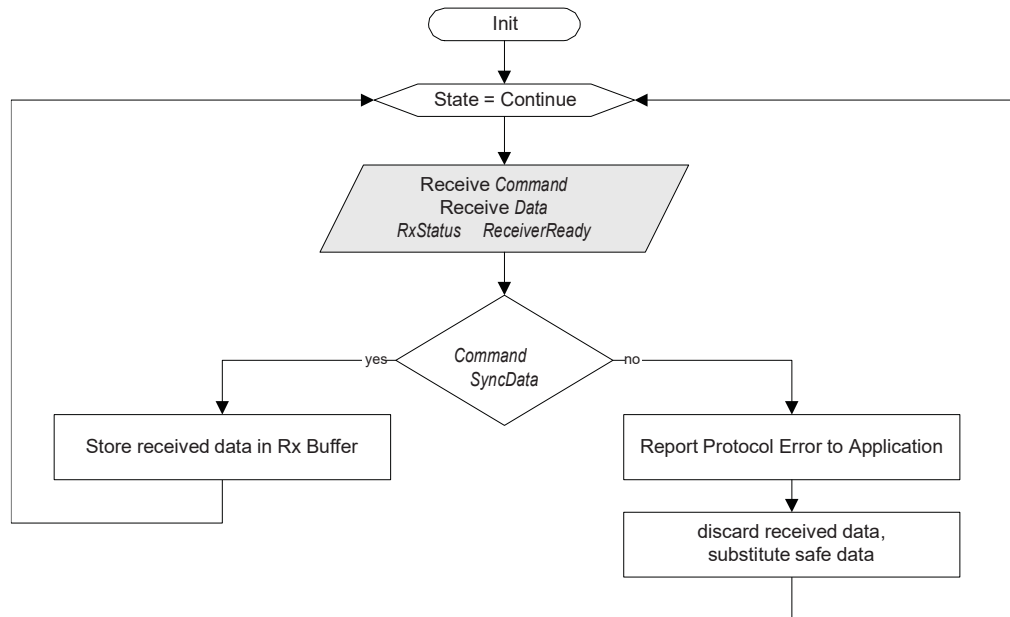 Init
State = Continue
Receive Command
Receive Data
RxStatus ReceiverReady
yes
Command
SyncData
no
Store received data in Rx Buffer
Report Protocol Error to Application
discard received data,
substitute safe data